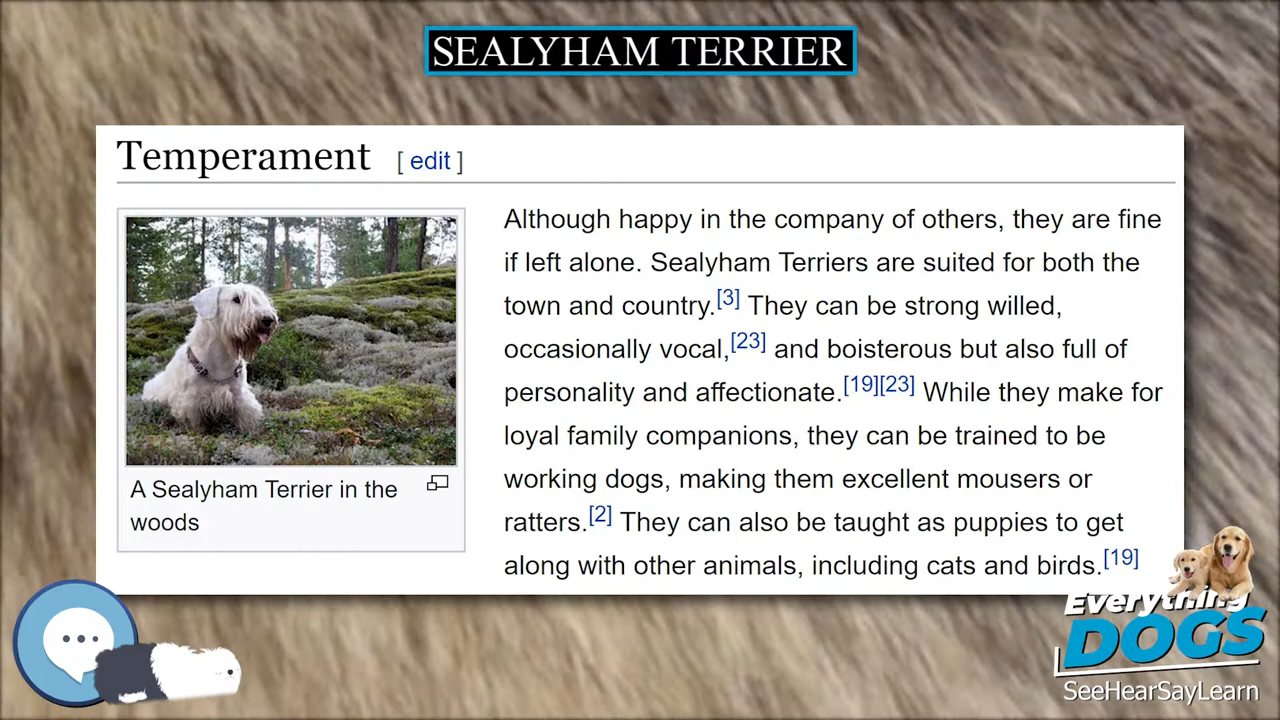 SEALYHAM TERRIER
Temperament [ edit ]
A Sealyham Terrier in the
woods
Although happy in the company of others, they are fine
if left alone. Sealyham Terriers are suited for both the
town and country.[3] They can be strong willed,
occasionally vocal,[23] and boisterous but also full of
personality and affectionate.[19][23] While they make for
loyal family companions, they can be trained to be
working dogs, making them excellent mousers or
ratters.[2] They can also be taught as puppies to get
along with other animals, including cats and birds.[19]
Everything
DOGS
SeeHearSayLearn